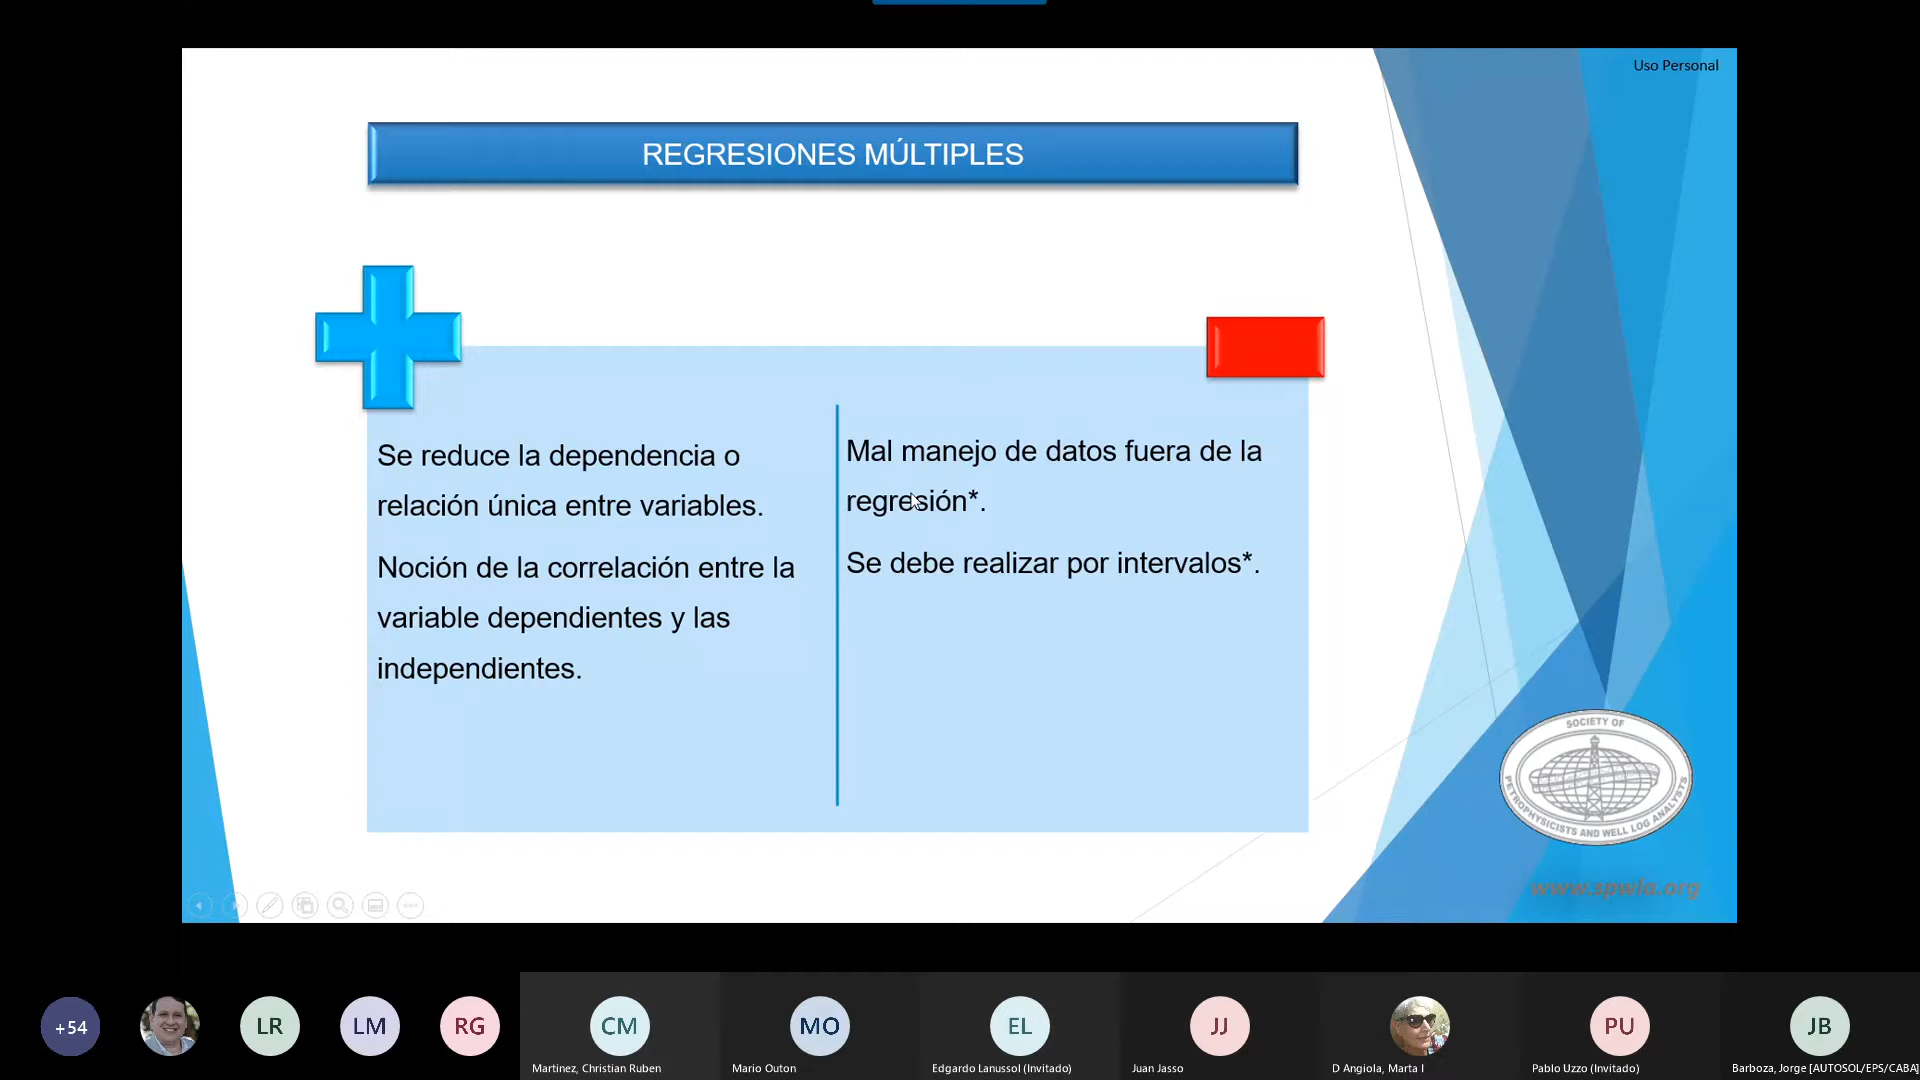 Uso Personal
REGRESIONES MÚLTIPLES
Se reduce la dependencia o
relación única entre variables.
Noción de la correlación entre la
variable dependientes y las
independientes.
Mal manejo de datos fuera de la
regresión*.
Se debe realizar por intervalos*.
SOCIETY OF
PETROPHYSICISTS AND WELL LOG ANALYSTS
www.spwla.org
+54
LR
LM
RG
CM
Martinez, Christian Ruben
MO
Mario Outon
EL
Edgardo Lanussol (Invitado)
JJ
Juan Jasso
D Angiola, Marta I
PU
Pablo Uzzo (Invitado)
JB
Barboza, Jorge [AUTOSOL/EPS/CABA]